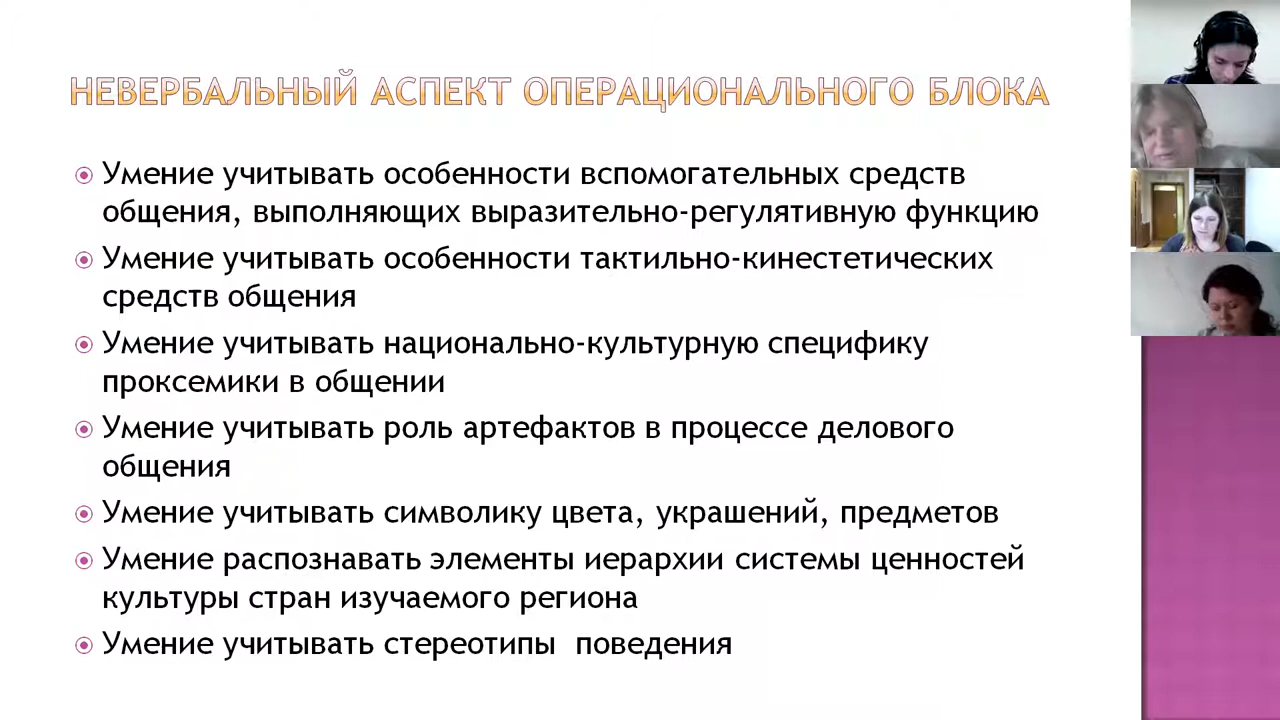 НЕВЕРБАЛЬНЫЙ АСПЕКТ ОПЕРАЦИОНАЛЬНОГО БЛОКА
Умение учитывать особенности вспомогательных средств
общения, выполняющих выразительно-регулятивную функцию
Умение учитывать особенности тактильно-кинестетических
средств общения
Умение учитывать национально-культурную специфику
проксемики в общении
Умение учитывать роль артефактов в процессе делового
общения
Умение учитывать символику цвета, украшений, предметов
Умение распознавать элементы иерархии системы ценностей
культуры стран изучаемого региона
Умение учитывать стереотипы  поведения